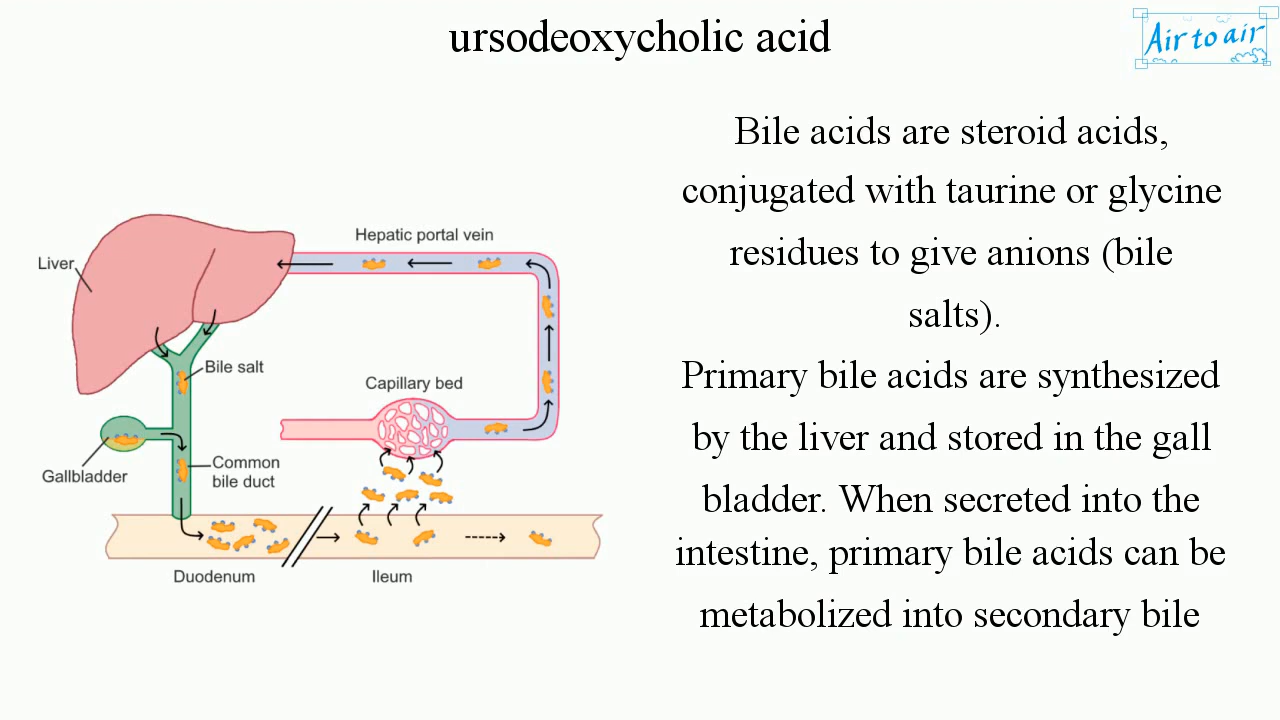 ursodeoxycholic acid
Air to air
Bile acids are steroid acids,
conjugated with taurine or glycine
residues to give anions (bile
salts).
Primary bile acids are synthesized
by the liver and stored in the gall
bladder. When secreted into the
intestine, primary bile acids can be
metabolized into secondary bile
Hepatic portal vein
Liver
Bile salt
Capillary bed
Gallbladder
Common
bile duct
Duodenum
Ileum